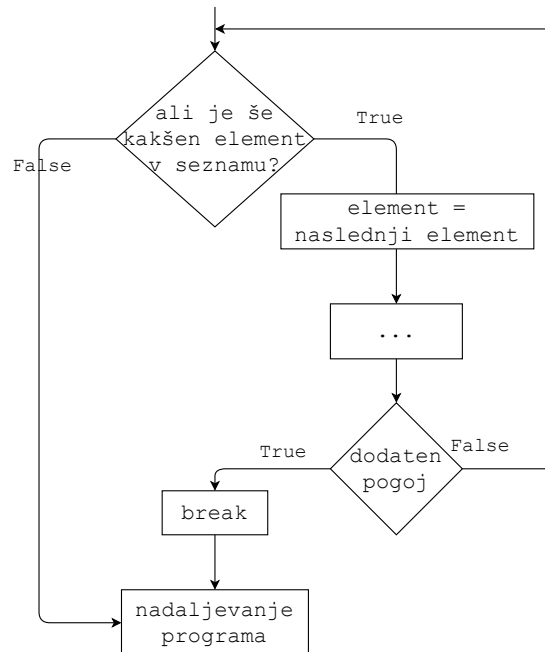 ali je še
kakšen element
v seznamu?
True
False
element =
naslednji element
...
dodaten
pogoj
True
False
break
nadaljevanje
programa